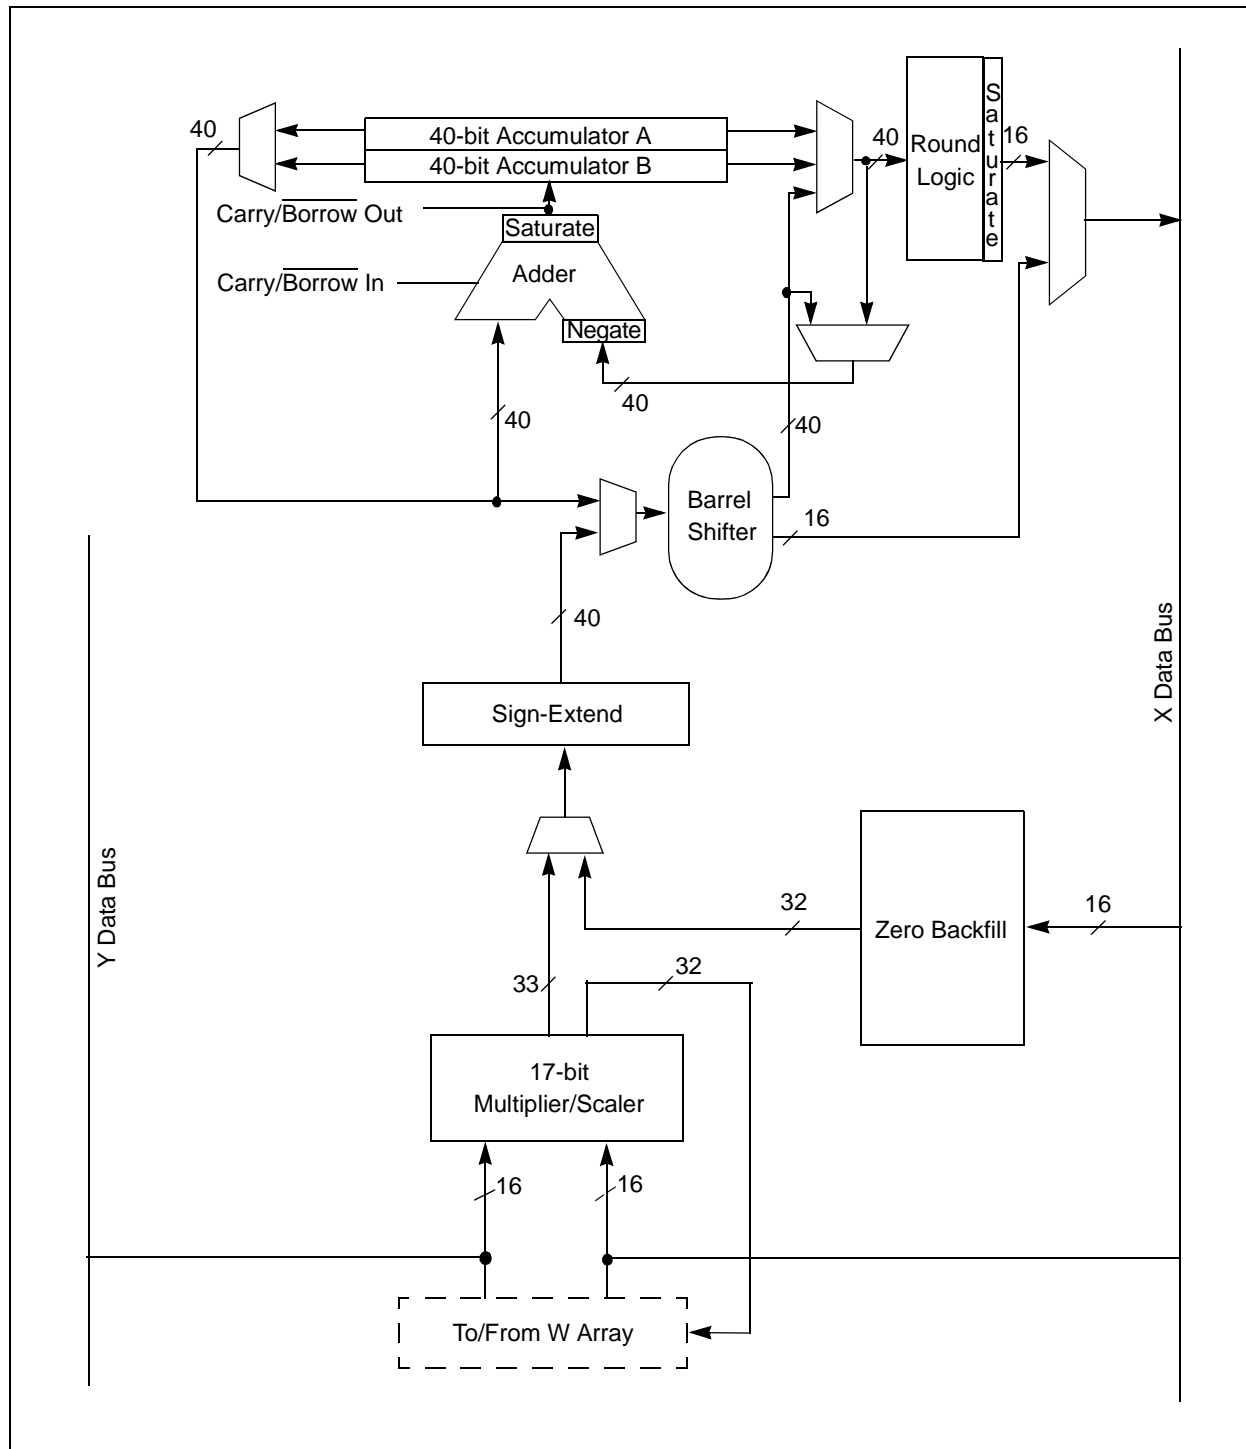 40
40-bit Accumulator A
40-bit Accumulator B
40
Round
Logic
Saturate
16
Carry/Borrow Out
Saturate
Carry/Borrow In
Adder
Negate
40
40
40
Barrel
Shifter
16
40
X Data Bus
Sign-Extend
Y Data Bus
32
Zero Backfill
16
33
32
17-bit
Multiplier/Scaler
16
16
To/From W Array